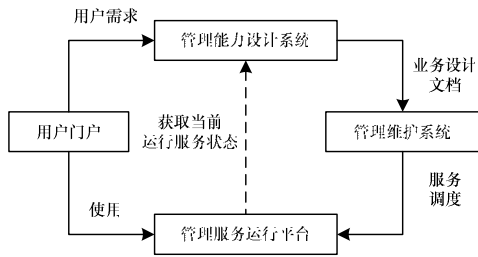 用户需求
管理能力设计系统
业务设计
文档
获取当前
运行服务状态
用户门户
管理维护系统
服务
调度
使用
管理服务运行平台